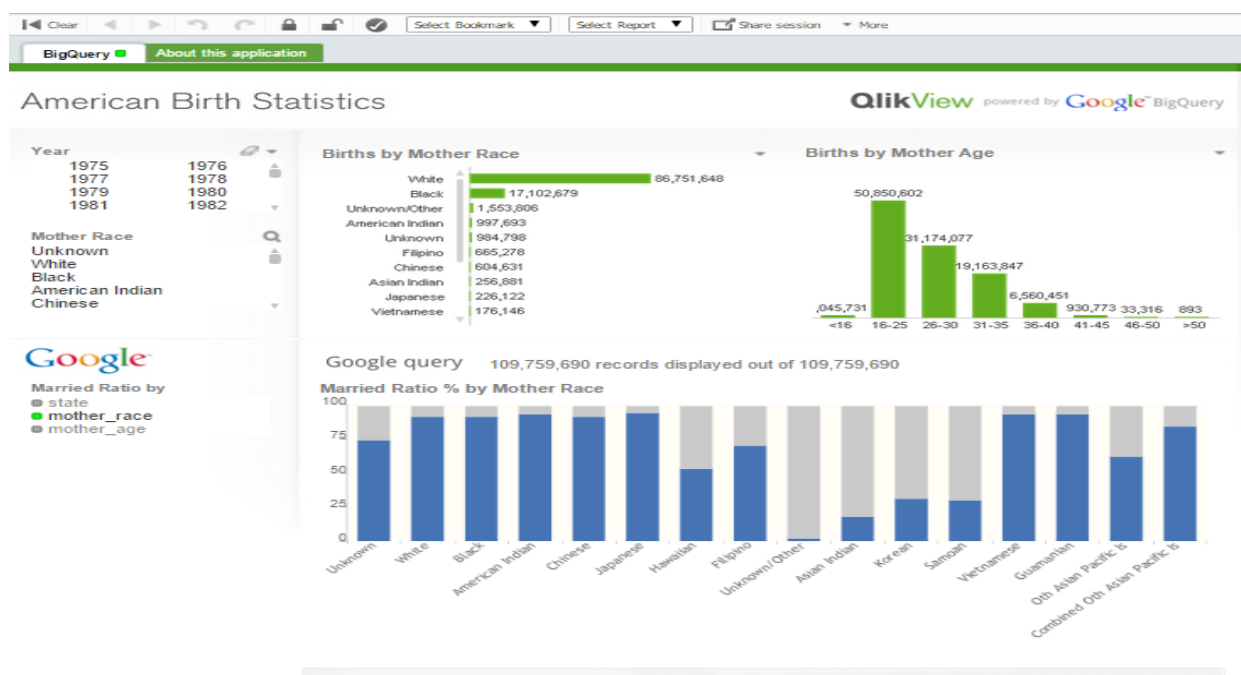 Clear Select Bookmark ▼ Select Report ▼ Share session More
BigQuery About this application
American Birth Statistics
QlikView powered by Google™ BigQuery
Year
1975 1976
1977 1978
1979 1980
1981 1982
Mother Race
Unknown
White
Black
American Indian
Chinese
Google™
Married Ratio by
state
mother_race
mother_age
Births by Mother Race
White 86,751,648
Black 17,102,679
Unknown/Other 1,553,806
American Indian 997,693
Unknown 984,798
Filipino 665,278
Chinese 604,631
Asian Indian 256,881
Japanese 226,122
Vietnamese 176,146
Births by Mother Age
,045,731 50,850,602 31,174,077 19,163,847 6,560,451 930,773 33,316 893
<16 16-25 26-30 31-35 36-40 41-45 46-50 >50
Google query 109,759,690 records displayed out of 109,759,690
Married Ratio % by Mother Race
100
75
50
25
0
Unknown White Black American Indian Chinese Japanese Hawaiian Filipino Unknown/Other Asian Indian Korean Samoan Vietnamese Guamanian Oth Asian Pacific Is Combined Oth Asian Pacific Is